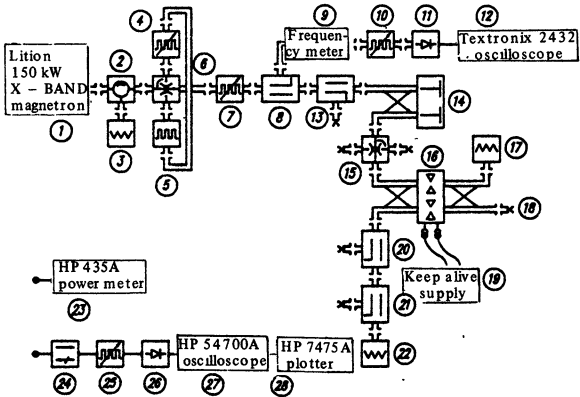 4
9
10
11
12
Lition
150 kW
X - BAND
magnetron
2
6
Frequen-
cy meter
Textronix 2432
oscilloscope
1
3
5
7
8
13
14
15
16
17
18
20
Keep alive
supply
19
HP 435A
power meter
23
21
22
HP 54700A
oscilloscope
HP 7475A
plotter
24
25
26
27
28